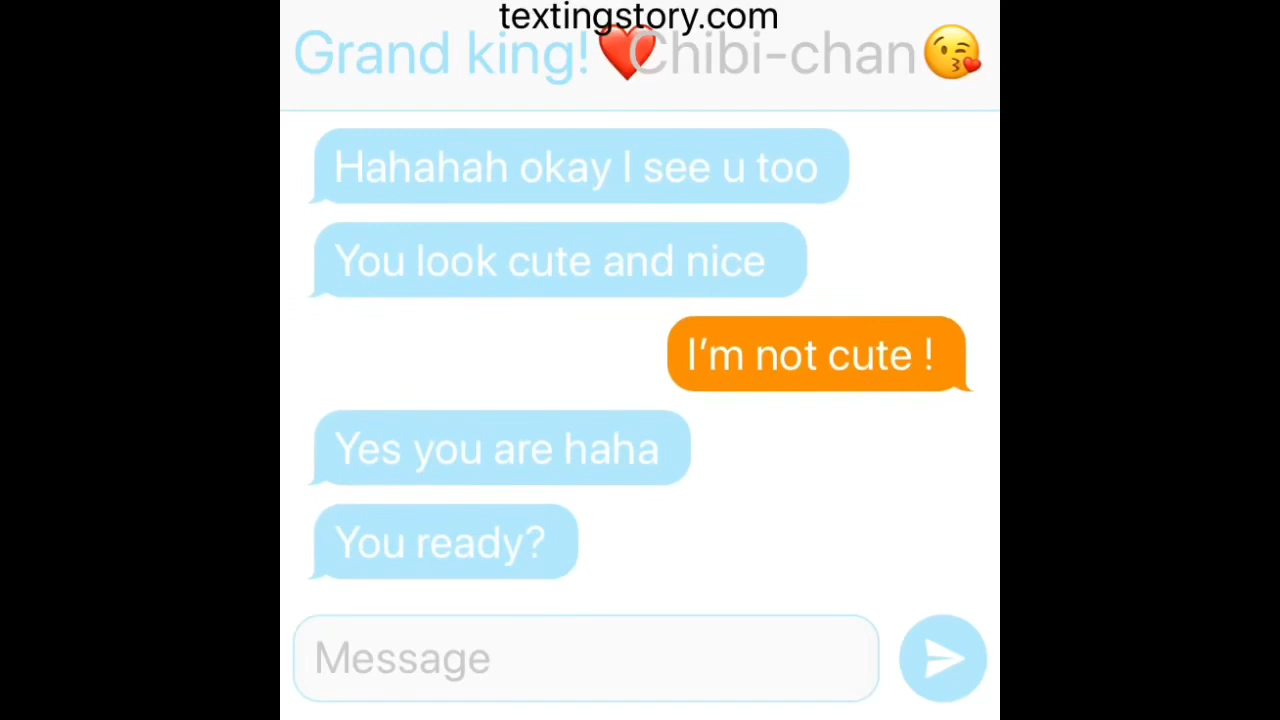 textingstory.com
Grand king!❤️Chibi-chan😘
Hahahah okay I see u too
You look cute and nice
I'm not cute !
Yes you are haha
You ready?
Message